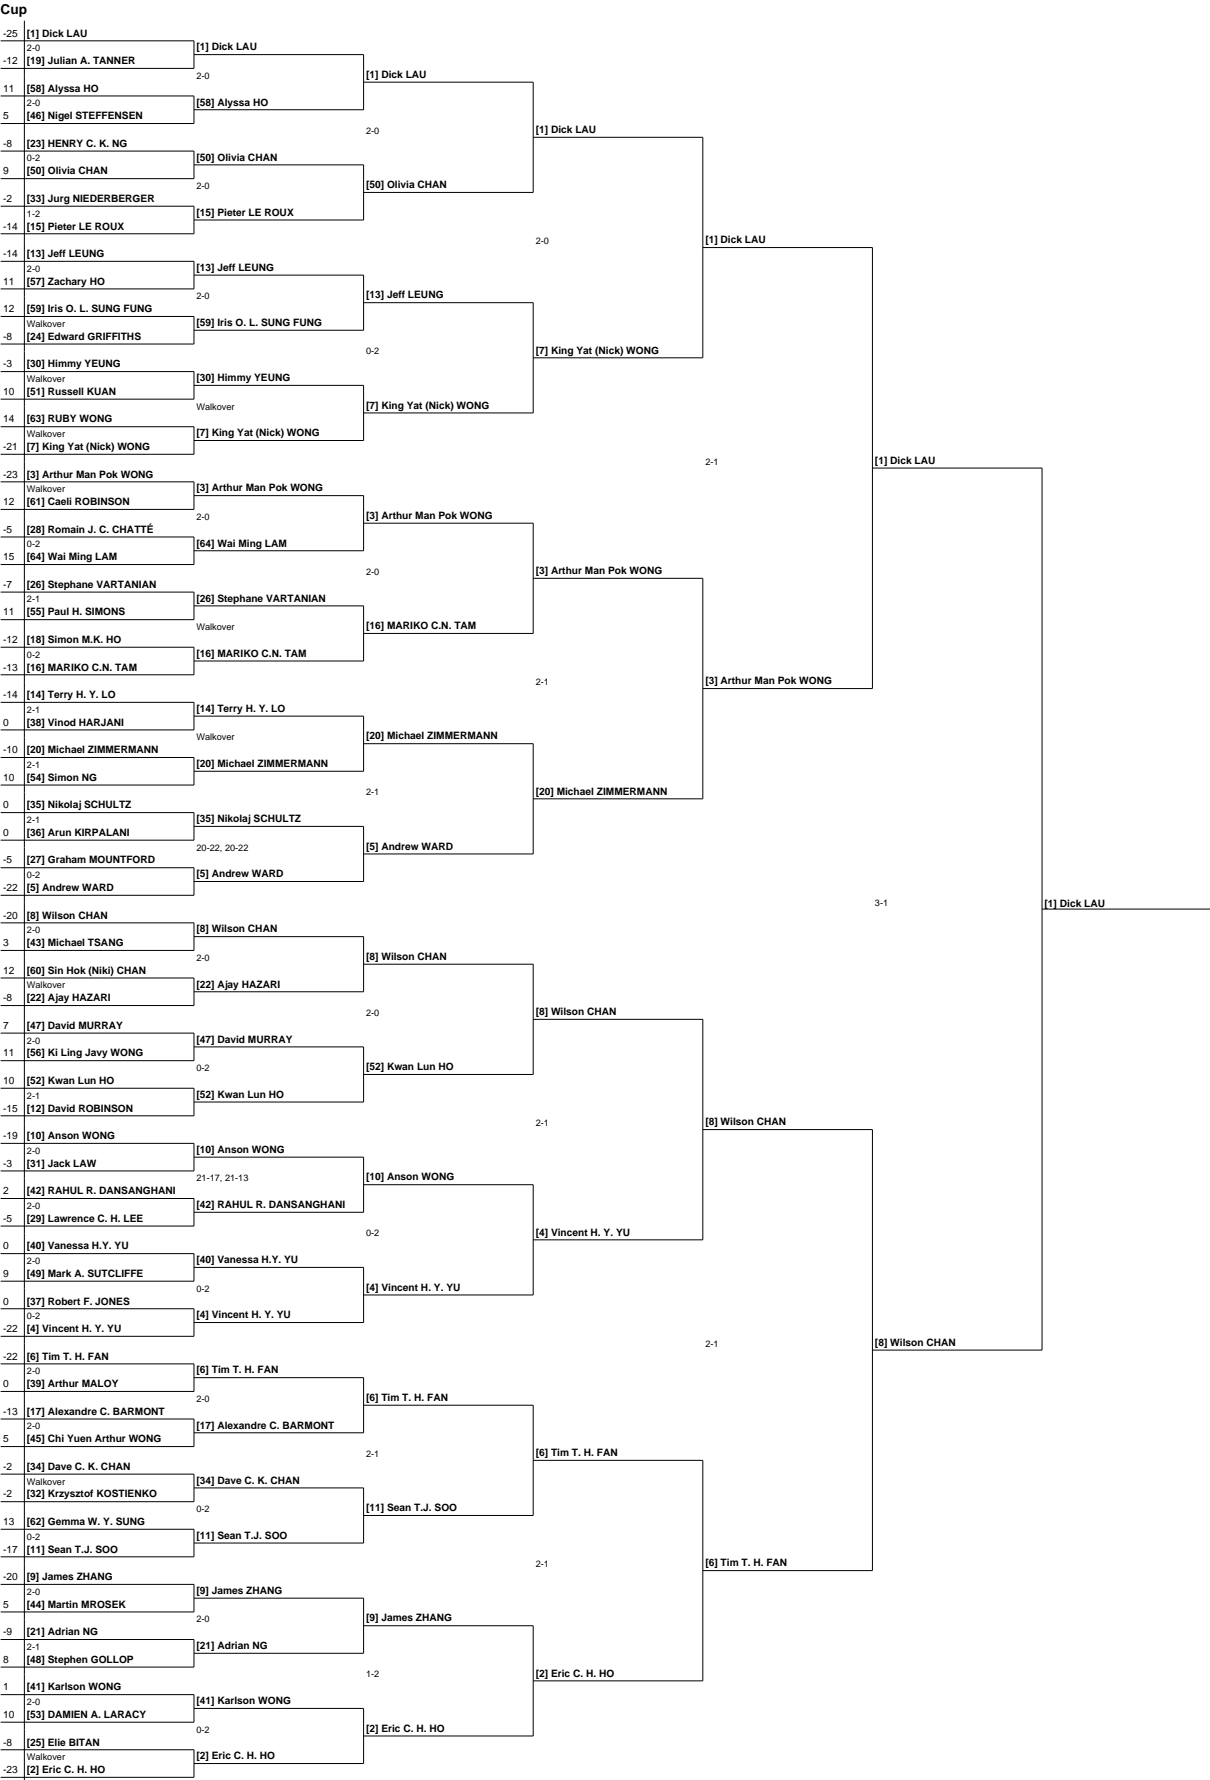 Cup
-25 [1] Dick LAU
2-0 [1] Dick LAU
-12 [19] Julian A. TANNER
2-0 [1] Dick LAU
11 [58] Alyssa HO
2-0 [58] Alyssa HO
5 [46] Nigel STEFFENSEN
2-0 [1] Dick LAU
-8 [23] HENRY C. K. NG
0-2 [50] Olivia CHAN
9 [50] Olivia CHAN
2-0 [50] Olivia CHAN
-2 [33] Jurg NIEDERBERGER
1-2 [15] Pieter LE ROUX
-14 [15] Pieter LE ROUX
2-0 [1] Dick LAU
-14 [13] Jeff LEUNG
2-0 [13] Jeff LEUNG
11 [57] Zachary HO
2-0 [13] Jeff LEUNG
12 [59] Iris O. L. SUNG FUNG
Walkover [59] Iris O. L. SUNG FUNG
-8 [24] Edward GRIFFITHS
0-2 [7] King Yat (Nick) WONG
-3 [30] Himmy YEUNG
Walkover [30] Himmy YEUNG
10 [51] Russell KUAN
Walkover [7] King Yat (Nick) WONG
14 [63] RUBY WONG
Walkover [7] King Yat (Nick) WONG
-21 [7] King Yat (Nick) WONG
2-1 [1] Dick LAU
-23 [3] Arthur Man Pok WONG
Walkover [3] Arthur Man Pok WONG
12 [61] Caeli ROBINSON
2-0 [3] Arthur Man Pok WONG
-5 [28] Romain J. C. CHATTÉ
0-2 [64] Wai Ming LAM
15 [64] Wai Ming LAM
2-0 [3] Arthur Man Pok WONG
-7 [26] Stephane VARTANIAN
2-1 [26] Stephane VARTANIAN
11 [55] Paul H. SIMONS
Walkover [16] MARIKO C.N. TAM
-12 [18] Simon M.K. HO
0-2 [16] MARIKO C.N. TAM
-13 [16] MARIKO C.N. TAM
2-1 [3] Arthur Man Pok WONG
-14 [14] Terry H. Y. LO
2-1 [14] Terry H. Y. LO
0 [38] Vinod HARJANI
Walkover [20] Michael ZIMMERMANN
-10 [20] Michael ZIMMERMANN
2-1 [20] Michael ZIMMERMANN
10 [54] Simon NG
2-1 [20] Michael ZIMMERMANN
0 [35] Nikolaj SCHULTZ
2-1 [35] Nikolaj SCHULTZ
0 [36] Arun KIRPALANI
20-22, 20-22 [5] Andrew WARD
-5 [27] Graham MOUNTFORD
0-2 [5] Andrew WARD
-22 [5] Andrew WARD
3-1 [1] Dick LAU
-20 [8] Wilson CHAN
2-0 [8] Wilson CHAN
3 [43] Michael TSANG
2-0 [8] Wilson CHAN
12 [60] Sin Hok (Niki) CHAN
Walkover [22] Ajay HAZARI
-8 [22] Ajay HAZARI
2-0 [8] Wilson CHAN
7 [47] David MURRAY
2-0 [47] David MURRAY
11 [56] Ki Ling Javy WONG
0-2 [52] Kwan Lun HO
10 [52] Kwan Lun HO
2-1 [52] Kwan Lun HO
-15 [12] David ROBINSON
2-1 [8] Wilson CHAN
-19 [10] Anson WONG
2-0 [10] Anson WONG
-3 [31] Jack LAW
21-17, 21-13 [10] Anson WONG
2 [42] RAHUL R. DANSANGHANI
2-0 [42] RAHUL R. DANSANGHANI
-5 [29] Lawrence C. H. LEE
0-2 [4] Vincent H. Y. YU
0 [40] Vanessa H.Y. YU
2-0 [40] Vanessa H.Y. YU
9 [49] Mark A. SUTCLIFFE
0-2 [4] Vincent H. Y. YU
0 [37] Robert F. JONES
0-2 [4] Vincent H. Y. YU
-22 [4] Vincent H. Y. YU
2-1 [8] Wilson CHAN
-22 [6] Tim T. H. FAN
2-0 [6] Tim T. H. FAN
0 [39] Arthur MALOY
2-0 [6] Tim T. H. FAN
-13 [17] Alexandre C. BARMONT
2-0 [17] Alexandre C. BARMONT
5 [45] Chi Yuen Arthur WONG
2-1 [6] Tim T. H. FAN
-2 [34] Dave C. K. CHAN
Walkover [34] Dave C. K. CHAN
-2 [32] Krzysztof KOSTIENKO
0-2 [11] Sean T.J. SOO
13 [62] Gemma W. Y. SUNG
0-2 [11] Sean T.J. SOO
-17 [11] Sean T.J. SOO
2-1 [6] Tim T. H. FAN
-20 [9] James ZHANG
2-0 [9] James ZHANG
5 [44] Martin MROSEK
2-0 [9] James ZHANG
-9 [21] Adrian NG
2-1 [21] Adrian NG
8 [48] Stephen GOLLOP
1-2 [2] Eric C. H. HO
1 [41] Karlson WONG
2-0 [41] Karlson WONG
10 [53] DAMIEN A. LARACY
0-2 [2] Eric C. H. HO
-8 [25] Elie BITAN
Walkover [2] Eric C. H. HO
-23 [2] Eric C. H. HO